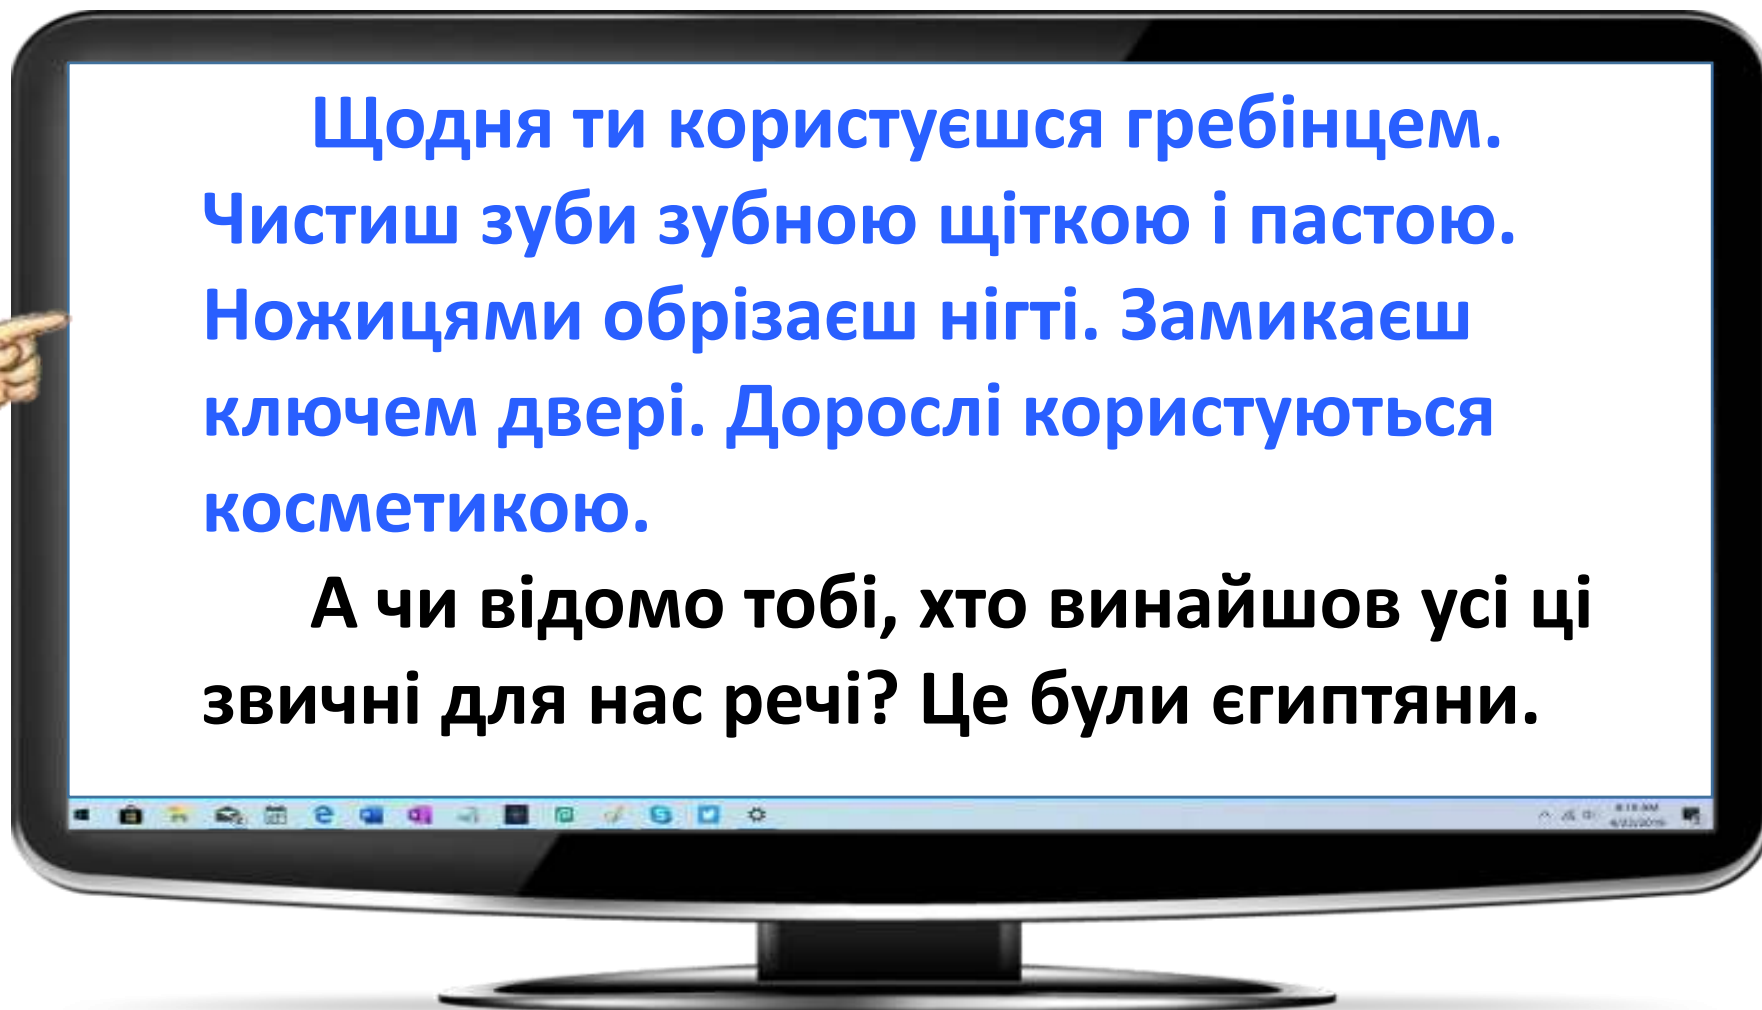 Щодня ти користуєшся гребінцем.
Чистиш зуби зубною щіткою і пастою.
Ножицями обрізаєш нігті. Замикаєш
ключем двері. Дорослі користуються
косметикою.
А чи відомо тобі, хто винайшов усі ці
звичні для нас речі? Це були єгиптяни.